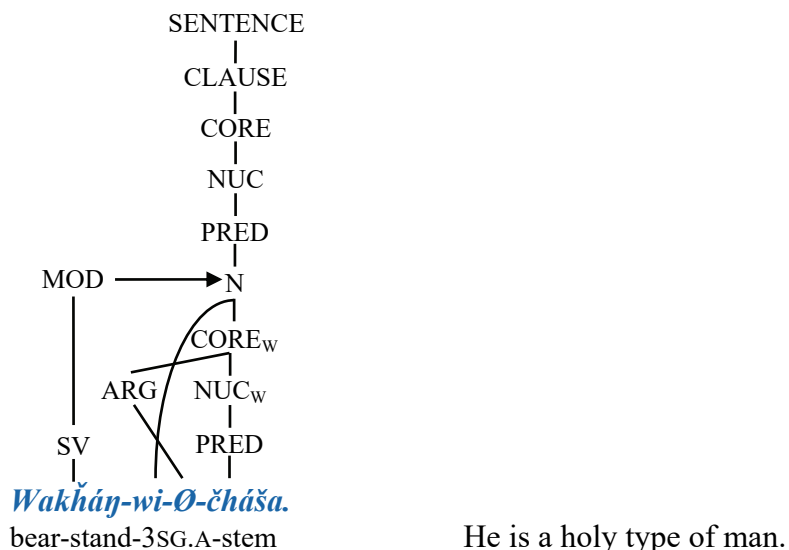 SENTENCE
CLAUSE
CORE
NUC
PRED
MOD N
COREW
ARG NUCW
PRED
SV
Wakȟáŋ-wi-Ø-čháša.
bear-stand-3SG.A-stem He is a holy type of man.